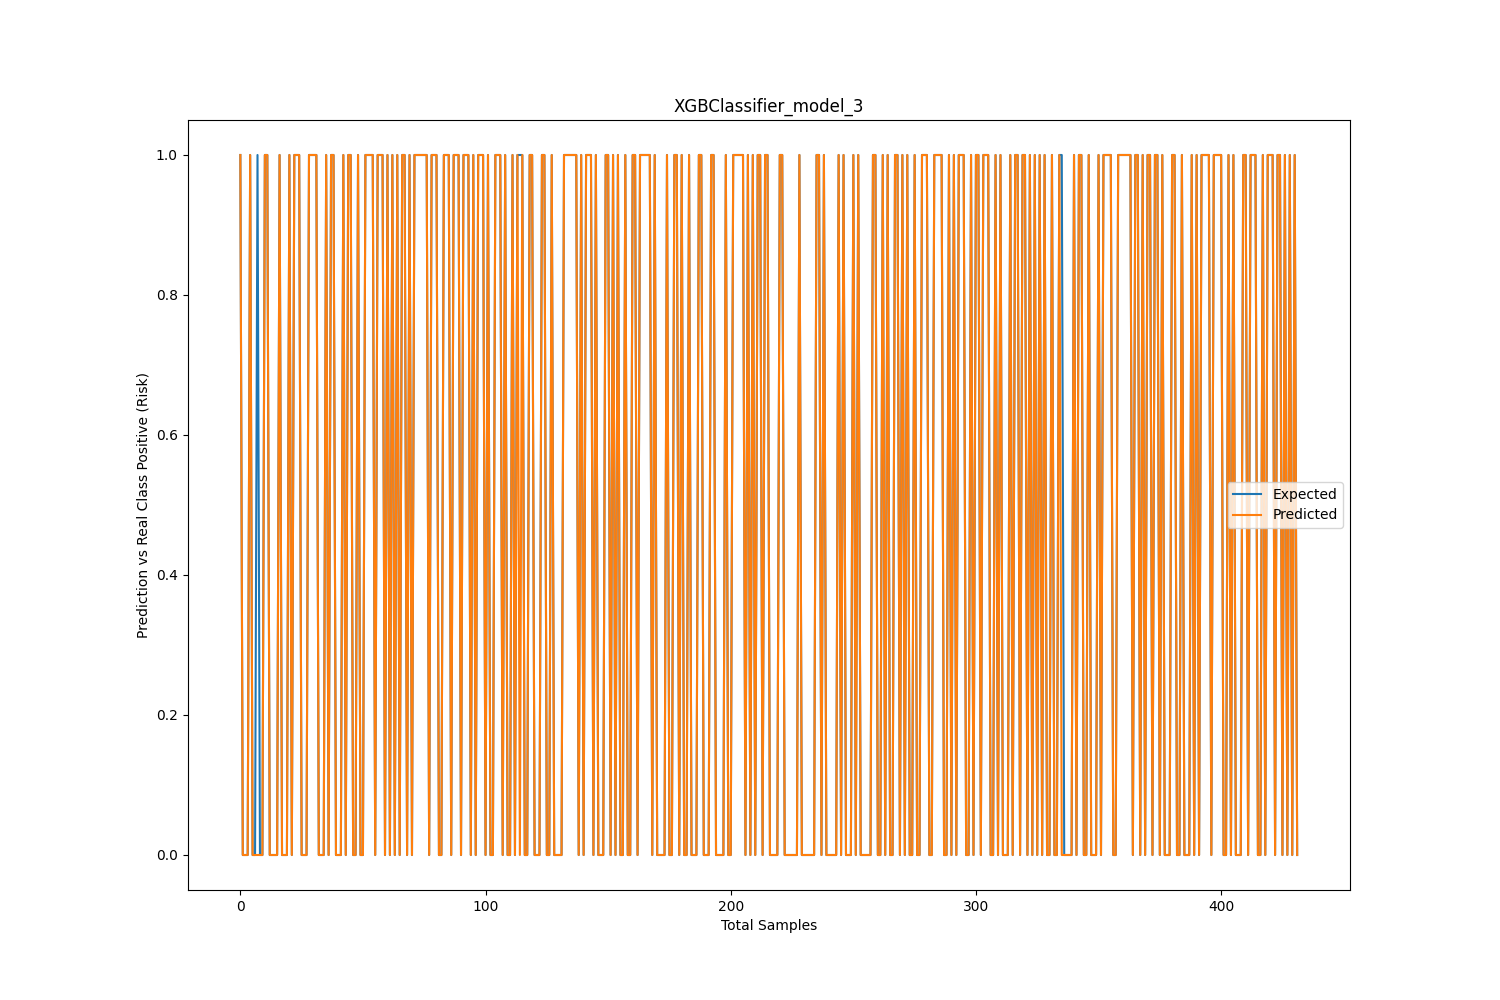 XGBClassifier_model_3
Prediction vs Real Class Positive (Risk)
1.0
0.8
0.6
0.4
0.2
0.0
Expected
Predicted
0 100 200 300 400
Total Samples